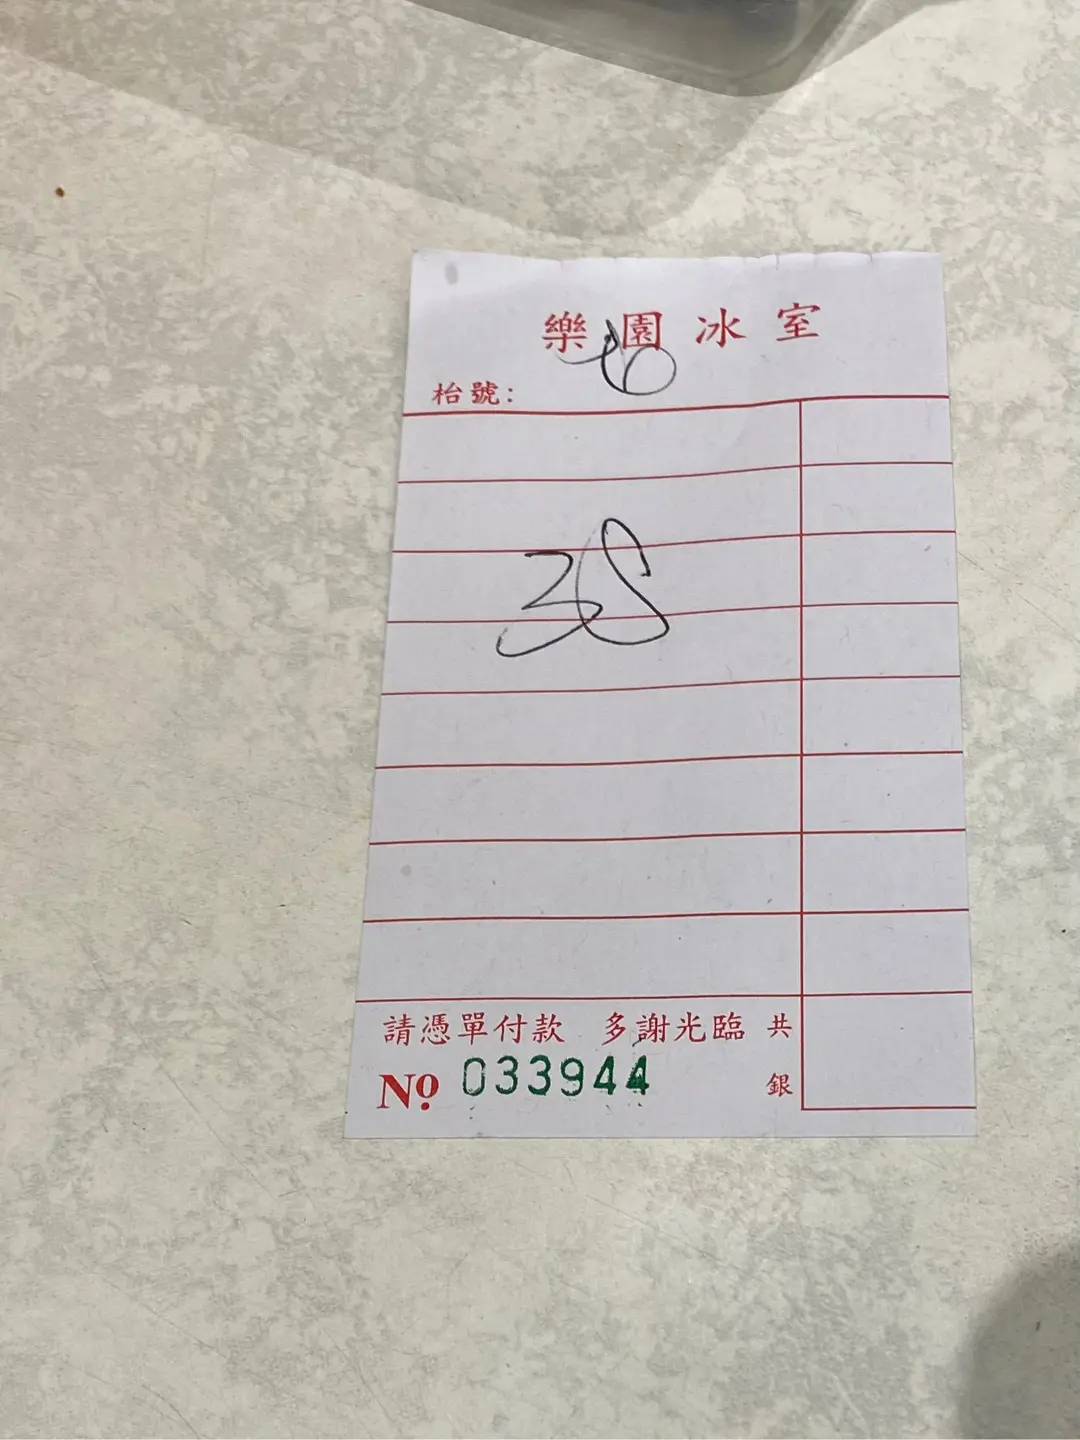 樂園冰室
枱號:
38
請憑單付款 多謝光臨 共
№ 033944 銀